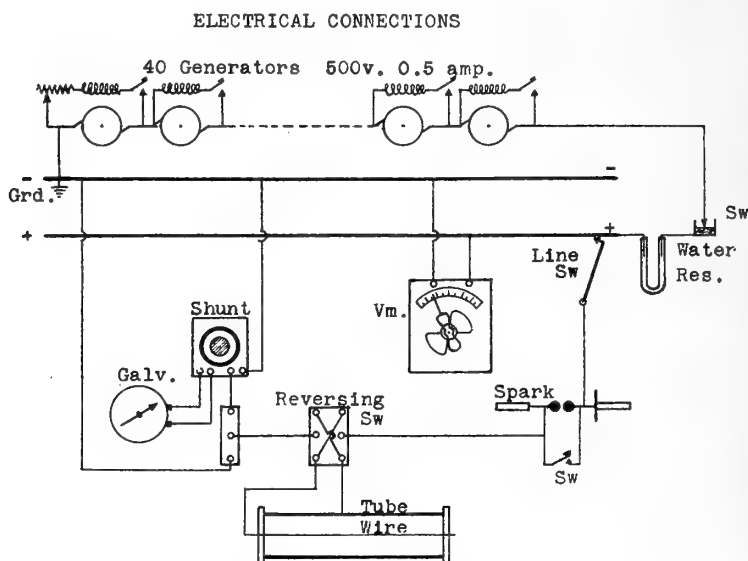 ELECTRICAL CONNECTIONS
40 Generators 500v. 0.5 amp.
-
-
Grd.
+
+
Sw
Line
Sw
Water
Res.
Shunt
Vm.
Galv.
Reversing
Sw
Spark
Sw
Tube
Wire